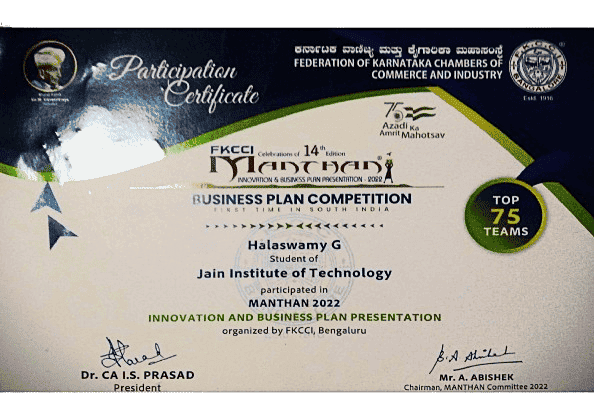 Participation
Certificate
ಕರ್ನಾಟಕ ವಾಣಿಜ್ಯ ಮತ್ತು ಕೈಗಾರಿಕಾ ಮಹಾಸಂಸ್ಥೆ
FEDERATION OF KARNATAKA CHAMBERS OF
COMMERCE AND INDUSTRY
F.K.C.C.I.
BANGALORE
Estd. 1916
75
Azadi Ka
Amrit Mahotsav
FKCCI Celebrations of 14th Edition
MANTHAN
INNOVATION & BUSINESS PLAN PRESENTATION - 2022
BUSINESS PLAN COMPETITION
FIRST TIME IN SOUTH INDIA
TOP
75
TEAMS
Halaswamy G
Student of
Jain Institute of Technology
participated in
MANTHAN 2022
INNOVATION AND BUSINESS PLAN PRESENTATION
organized by FKCCI, Bengaluru
Dr. CA I.S. PRASAD
President
Mr. A. ABISHEK
Chairman, MANTHAN Committee 2022